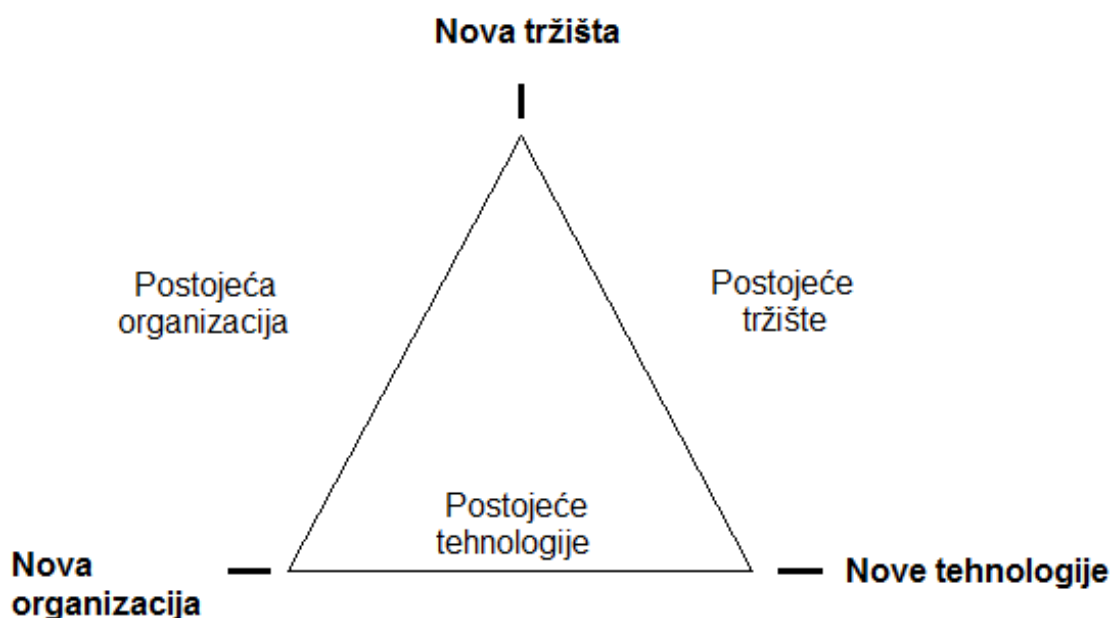 Nova tržišta
Postojeća
organizacija
Postojeće
tržište
Postojeće
tehnologije
Nova
organizacija
Nove tehnologije